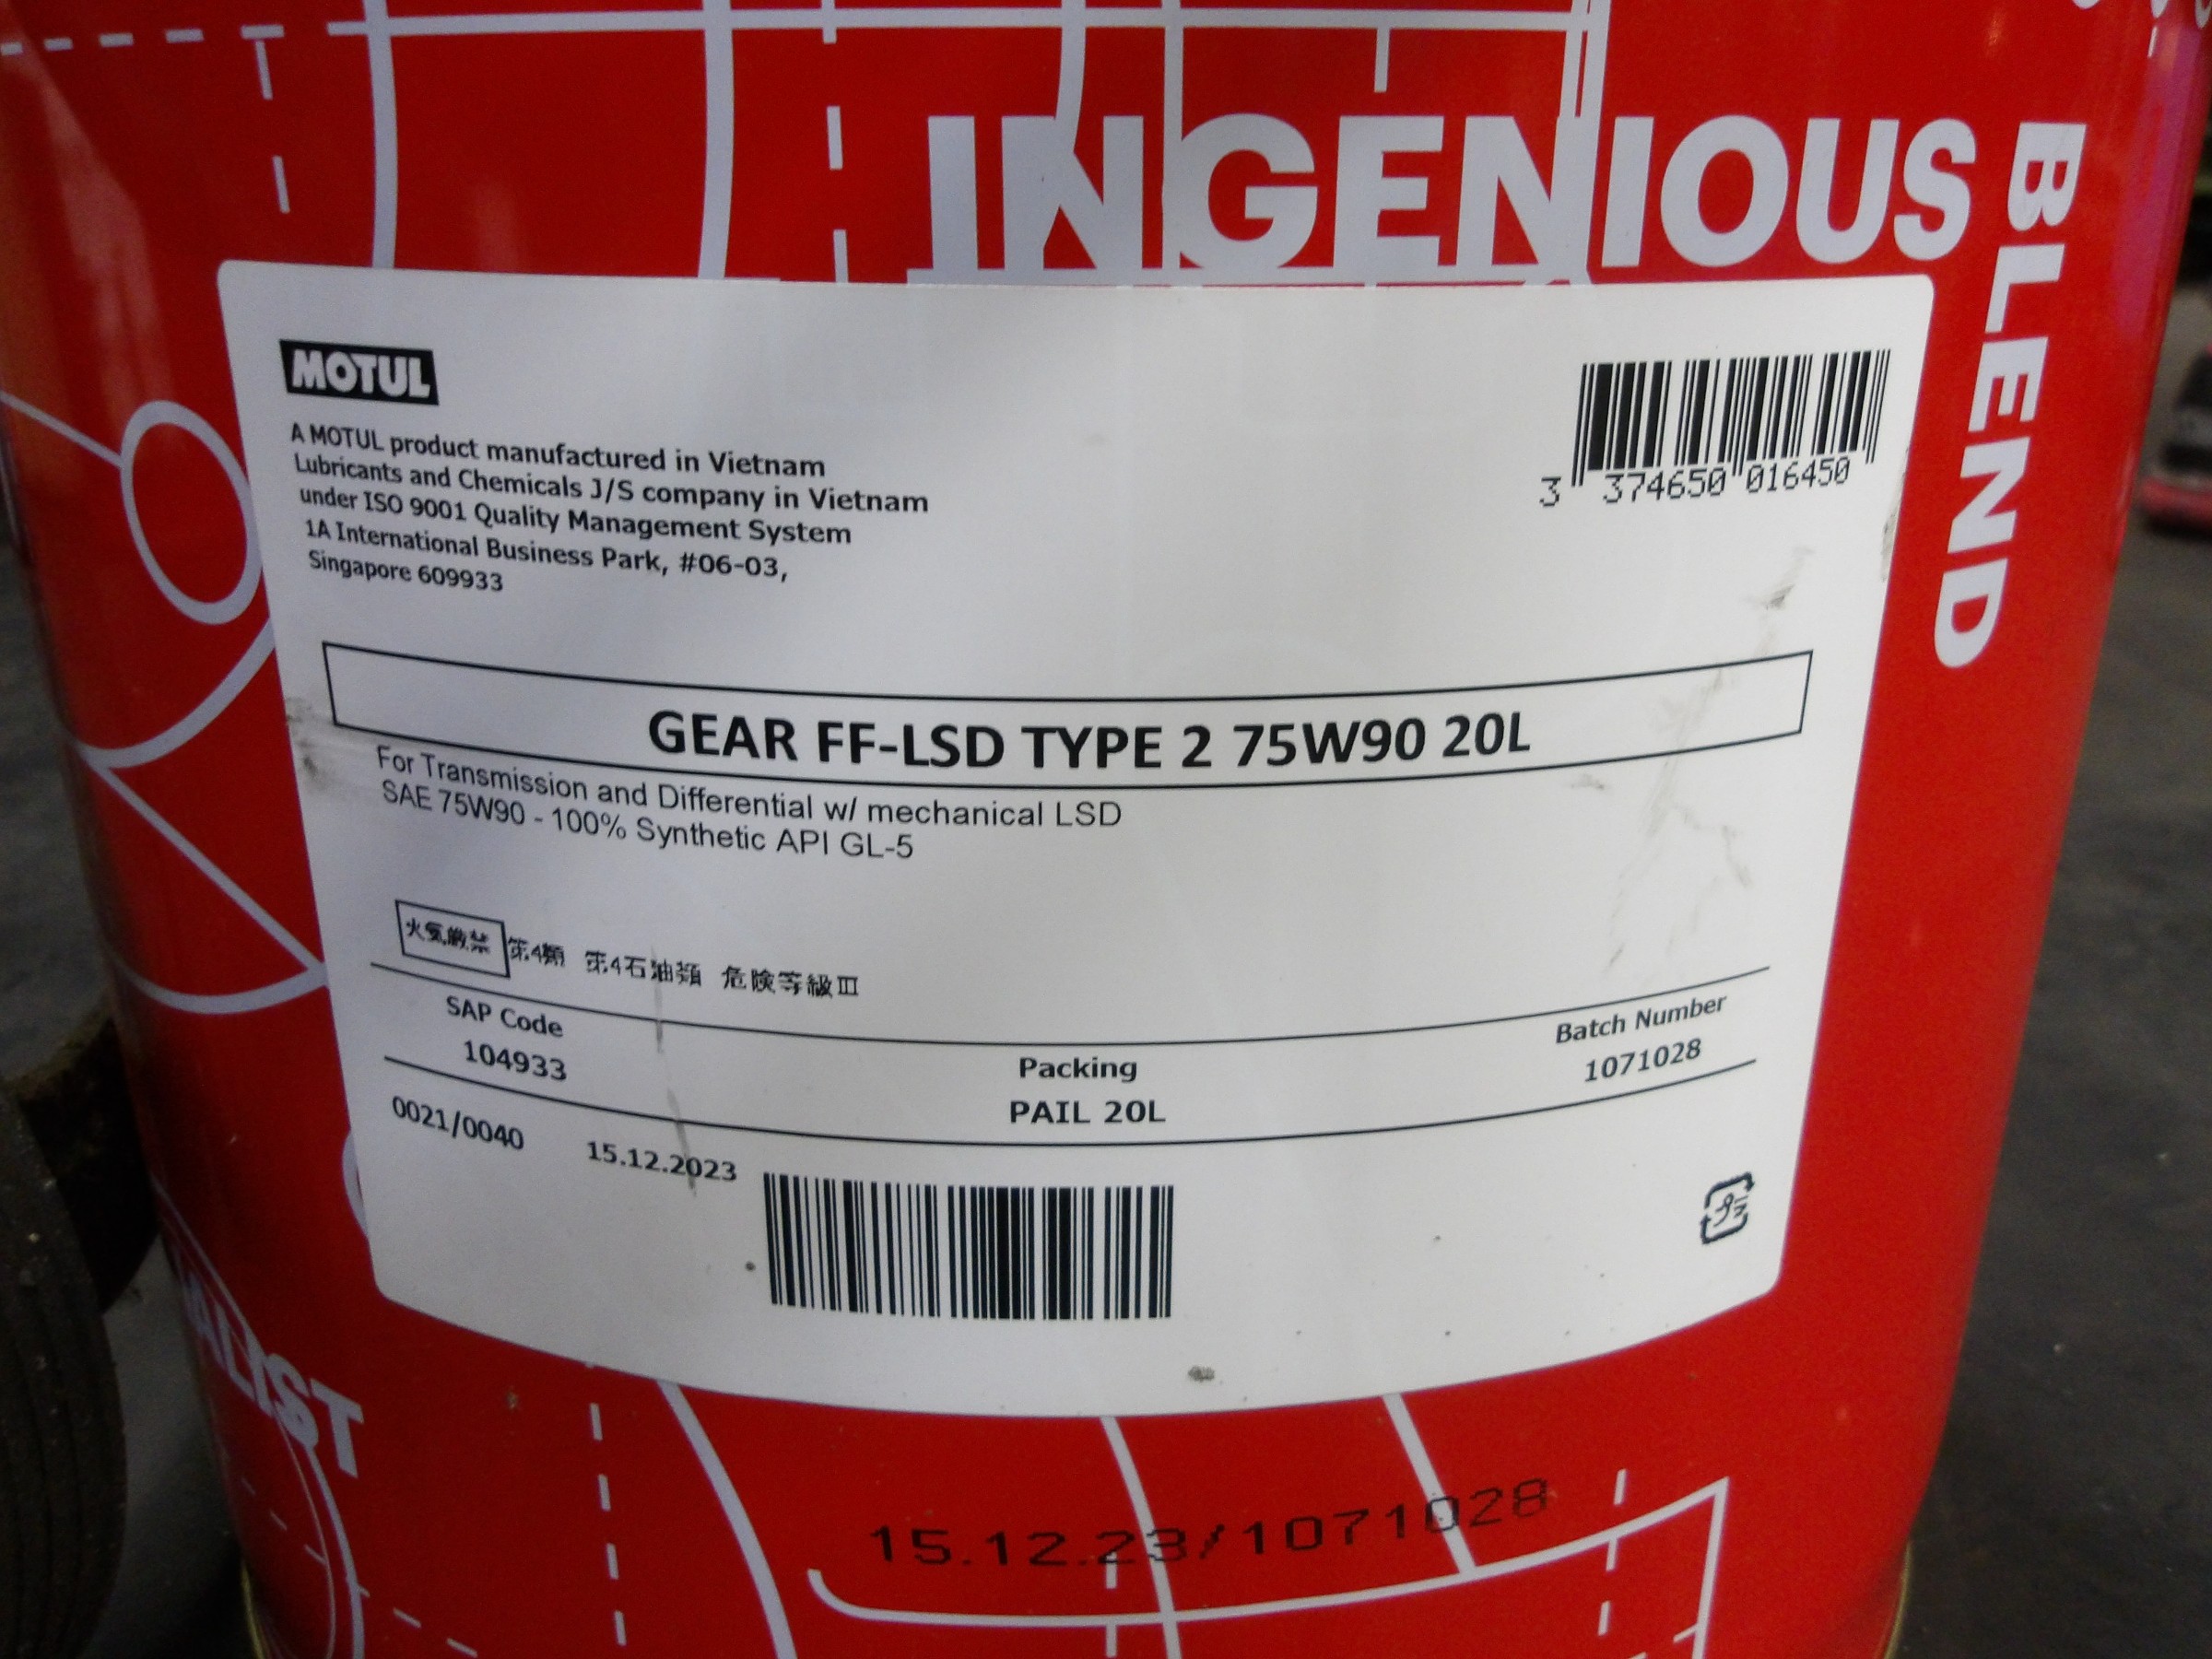 INGENIOUS
BLEND
MOTUL
A MOTUL product manufactured in Vietnam
Lubricants and Chemicals J/S company in Vietnam
under ISO 9001 Quality Management System
1A International Business Park, #06-03,
Singapore 609933
3 374650 016450
GEAR FF-LSD TYPE 2 75W90 20L
For Transmission and Differential w/ mechanical LSD
SAE 75W90 - 100% Synthetic API GL-5
火気厳禁 第4類 第4石油類 危険等級Ⅲ
SAP Code
104933
Packing
PAIL 20L
Batch Number
1071028
0021/0040 15.12.2023
プラ
ALIST
15.12.23/1071028